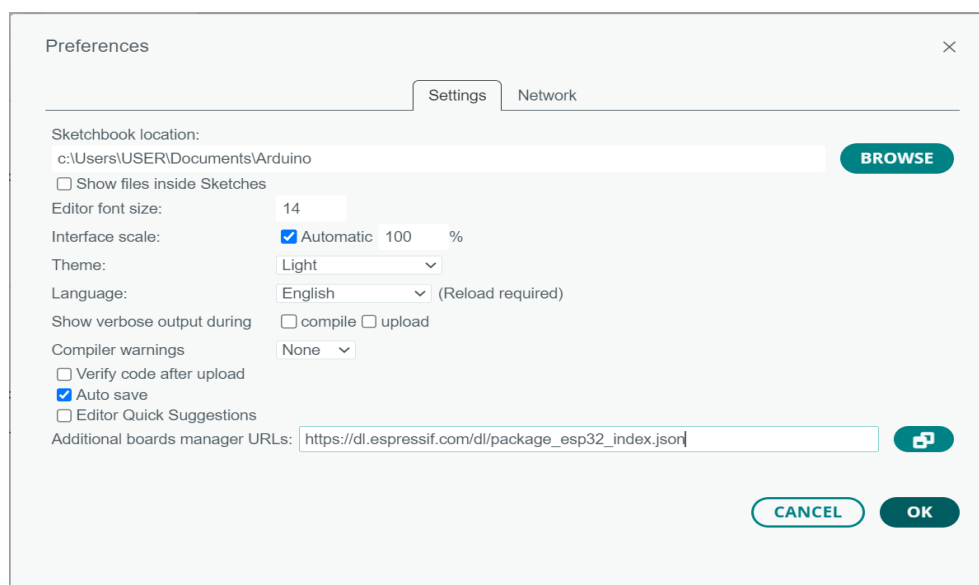 Preferences
Settings Network
Sketchbook location:
c:\Users\USER\Documents\Arduino BROWSE
Show files inside Sketches
Editor font size: 14
Interface scale: Automatic 100 %
Theme: Light
Language: English (Reload required)
Show verbose output during compile upload
Compiler warnings None
Verify code after upload
Auto save
Editor Quick Suggestions
Additional boards manager URLs: https://dl.espressif.com/dl/package_esp32_index.json
CANCEL OK